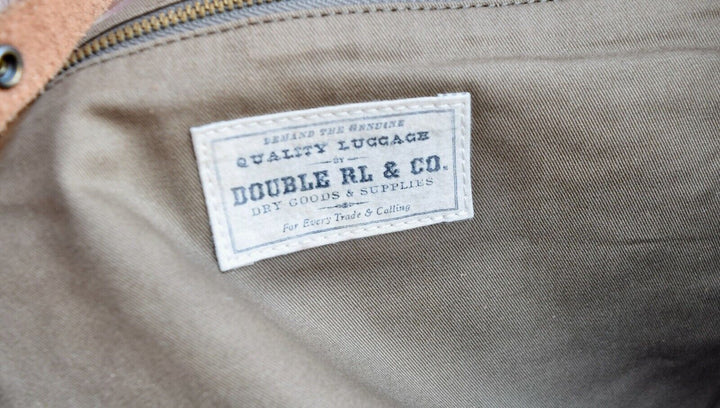 DEMAND THE GENUINE
QUALITY LUGGAGE
BY
DOUBLE RL & CO.
DRY GOODS & SUPPLIES
For Every Trade & Calling